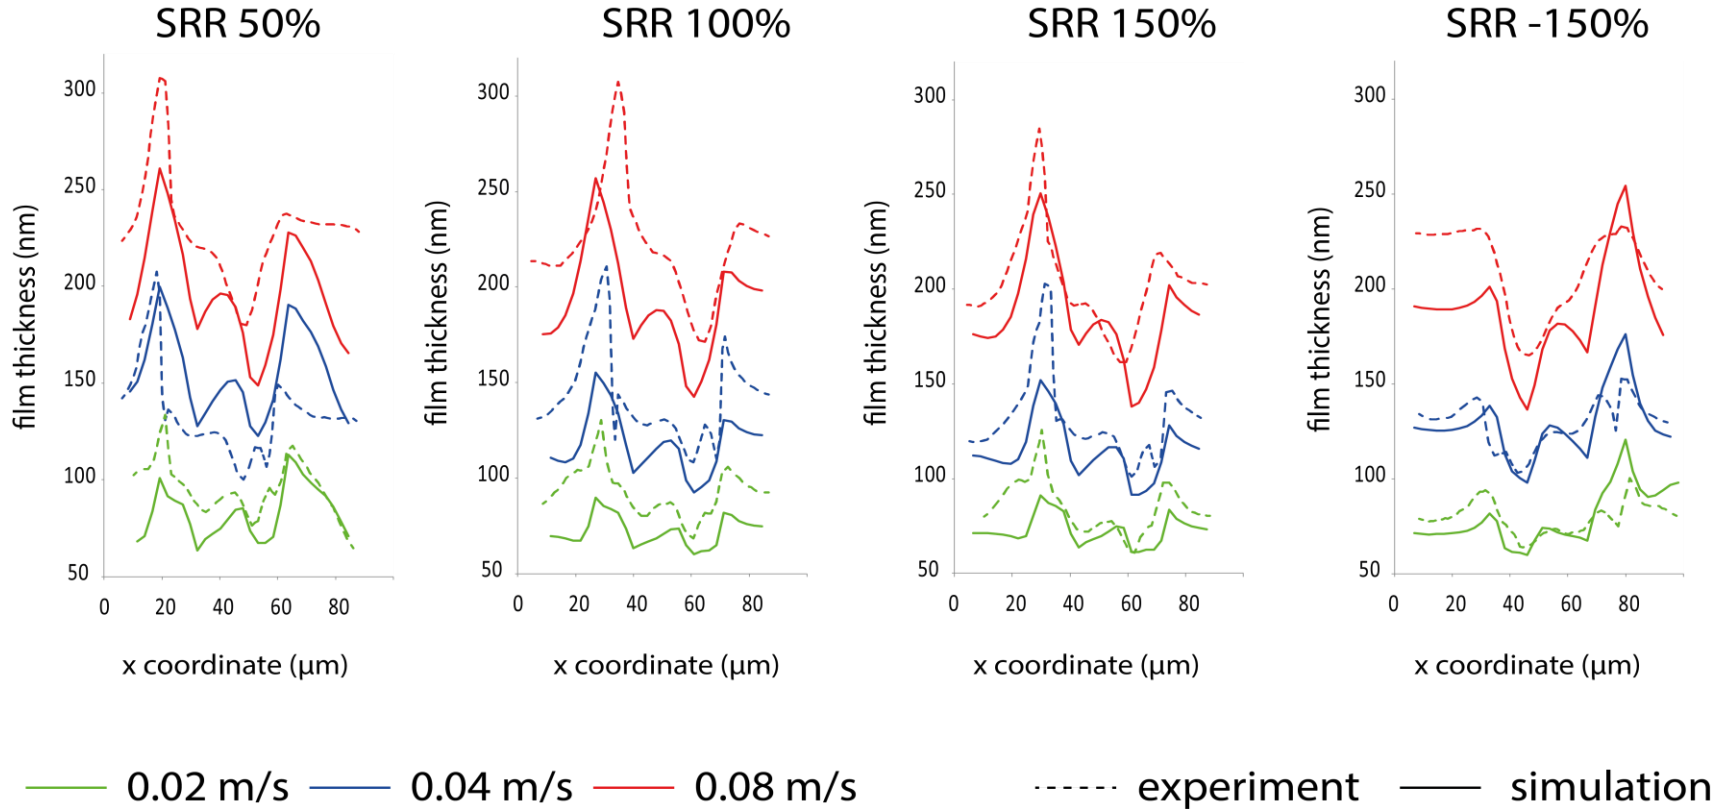 SRR 50% SRR 100% SRR 150% SRR -150%
film thickness (nm)
300
250
200
150
100
50
0 20 40 60 80
x coordinate (µm)
film thickness (nm)
300
250
200
150
100
50
0 20 40 60 80
x coordinate (µm)
film thickness (nm)
300
250
200
150
100
50
0 20 40 60 80
x coordinate (µm)
film thickness (nm)
300
250
200
150
100
50
0 20 40 60 80
x coordinate (µm)
0.02 m/s 0.04 m/s 0.08 m/s experiment simulation